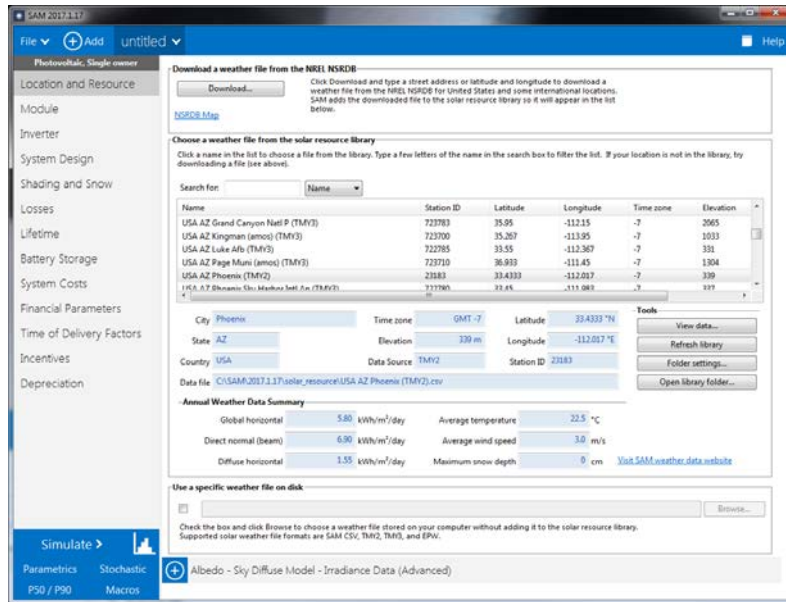 SAM 2017.1.17
File Add untitled Help
Photovoltaic, Single owner
Location and Resource
Module
Inverter
System Design
Shading and Snow
Losses
Lifetime
Battery Storage
System Costs
Financial Parameters
Time of Delivery Factors
Incentives
Depreciation
Simulate >
Parametrics Stochastic
P50 / P90 Macros
Download a weather file from the NREL NSRDB
Download...
Click Download and type a street address or latitude and longitude to download a
weather file from the NREL NSRDB for United States and some international locations.
SAM adds the downloaded file to the solar resource library so it will appear in the list
below.
NSRDB Map
Choose a weather file from the solar resource library
Click a name in the list to choose a file from the library. Type a few letters of the name in the search box to filter the list. If your location is not in the library, try
downloading a file (see above).
Search for: Name
Name Station ID Latitude Longitude Time zone Elevation
USA AZ Grand Canyon Natl P (TMY3) 723783 35.95 -112.15 -7 2065
USA AZ Kingman (amos) (TMY3) 723700 35.267 -113.95 -7 1033
USA AZ Luke Afb (TMY3) 722785 33.55 -112.367 -7 331
USA AZ Page Muni (amos) (TMY3) 723710 36.933 -111.45 -7 1304
USA AZ Phoenix (TMY2) 23183 33.4333 -112.017 -7 339
USA AZ Phoenix Sky Harbor Intl Ap (TMY3) 722780 33.45 -111.983 -7 337
City Phoenix Time zone GMT -7 Latitude 33.4333 °N
State AZ Elevation 339 m Longitude -112.017 °E
Country USA Data Source TMY2 Station ID 23183
Data file C:\SAM\2017.1.17\solar_resource\USA AZ Phoenix (TMY2).csv
Tools
View data...
Refresh library
Folder settings...
Open library folder...
Annual Weather Data Summary
Global horizontal 5.80 kWh/m²/day Average temperature 22.5 °C
Direct normal (beam) 6.90 kWh/m²/day Average wind speed 3.0 m/s
Diffuse horizontal 1.55 kWh/m²/day Maximum snow depth 0 cm Visit SAM weather data website
Use a specific weather file on disk
Browse...
Check the box and click Browse to choose a weather file stored on your computer without adding it to the solar resource library.
Supported solar weather file formats are SAM CSV, TMY2, TMY3, and EPW.
Albedo - Sky Diffuse Model - Irradiance Data (Advanced)